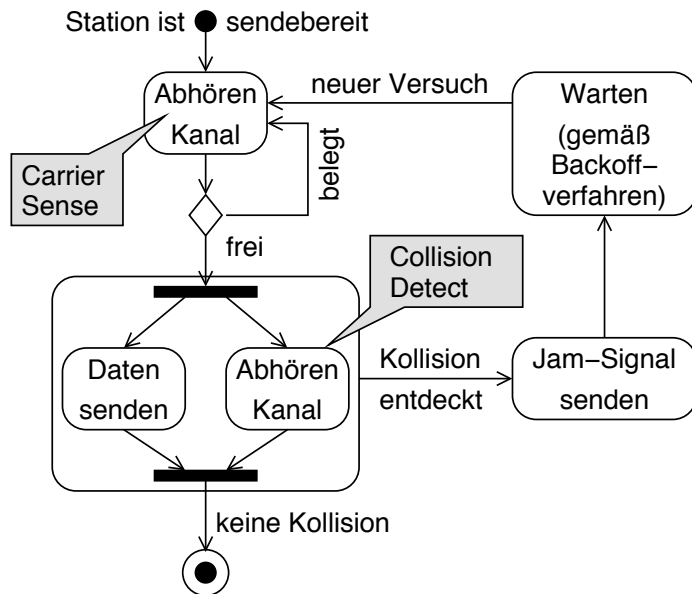 Station ist sendebereit
Abhören
Kanal
neuer Versuch
Warten
(gemäß
Backoff–
verfahren)
Carrier
Sense
belegt
frei
Collision
Detect
Daten
senden
Abhören
Kanal
Kollision
entdeckt
Jam–Signal
senden
keine Kollision